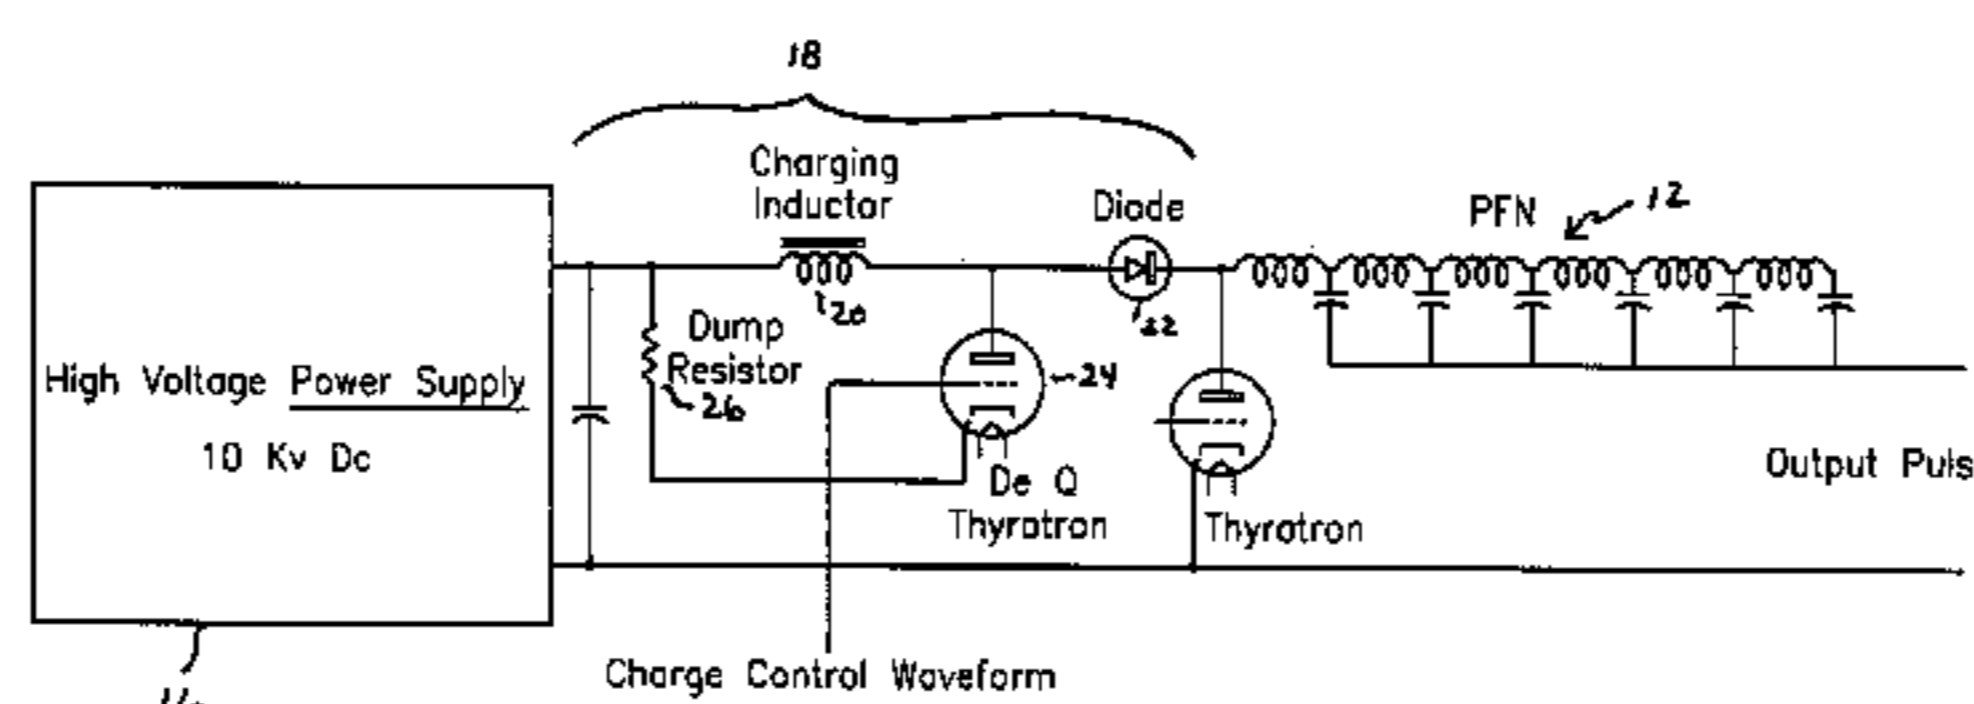 18
Charging
Inductor
Diode
PFN
12
20
22
Dump
Resistor
26
24
High Voltage Power Supply
10 Kv Dc
De Q
Thyratron
Thyratron
Output Puls
Charge Control Waveform